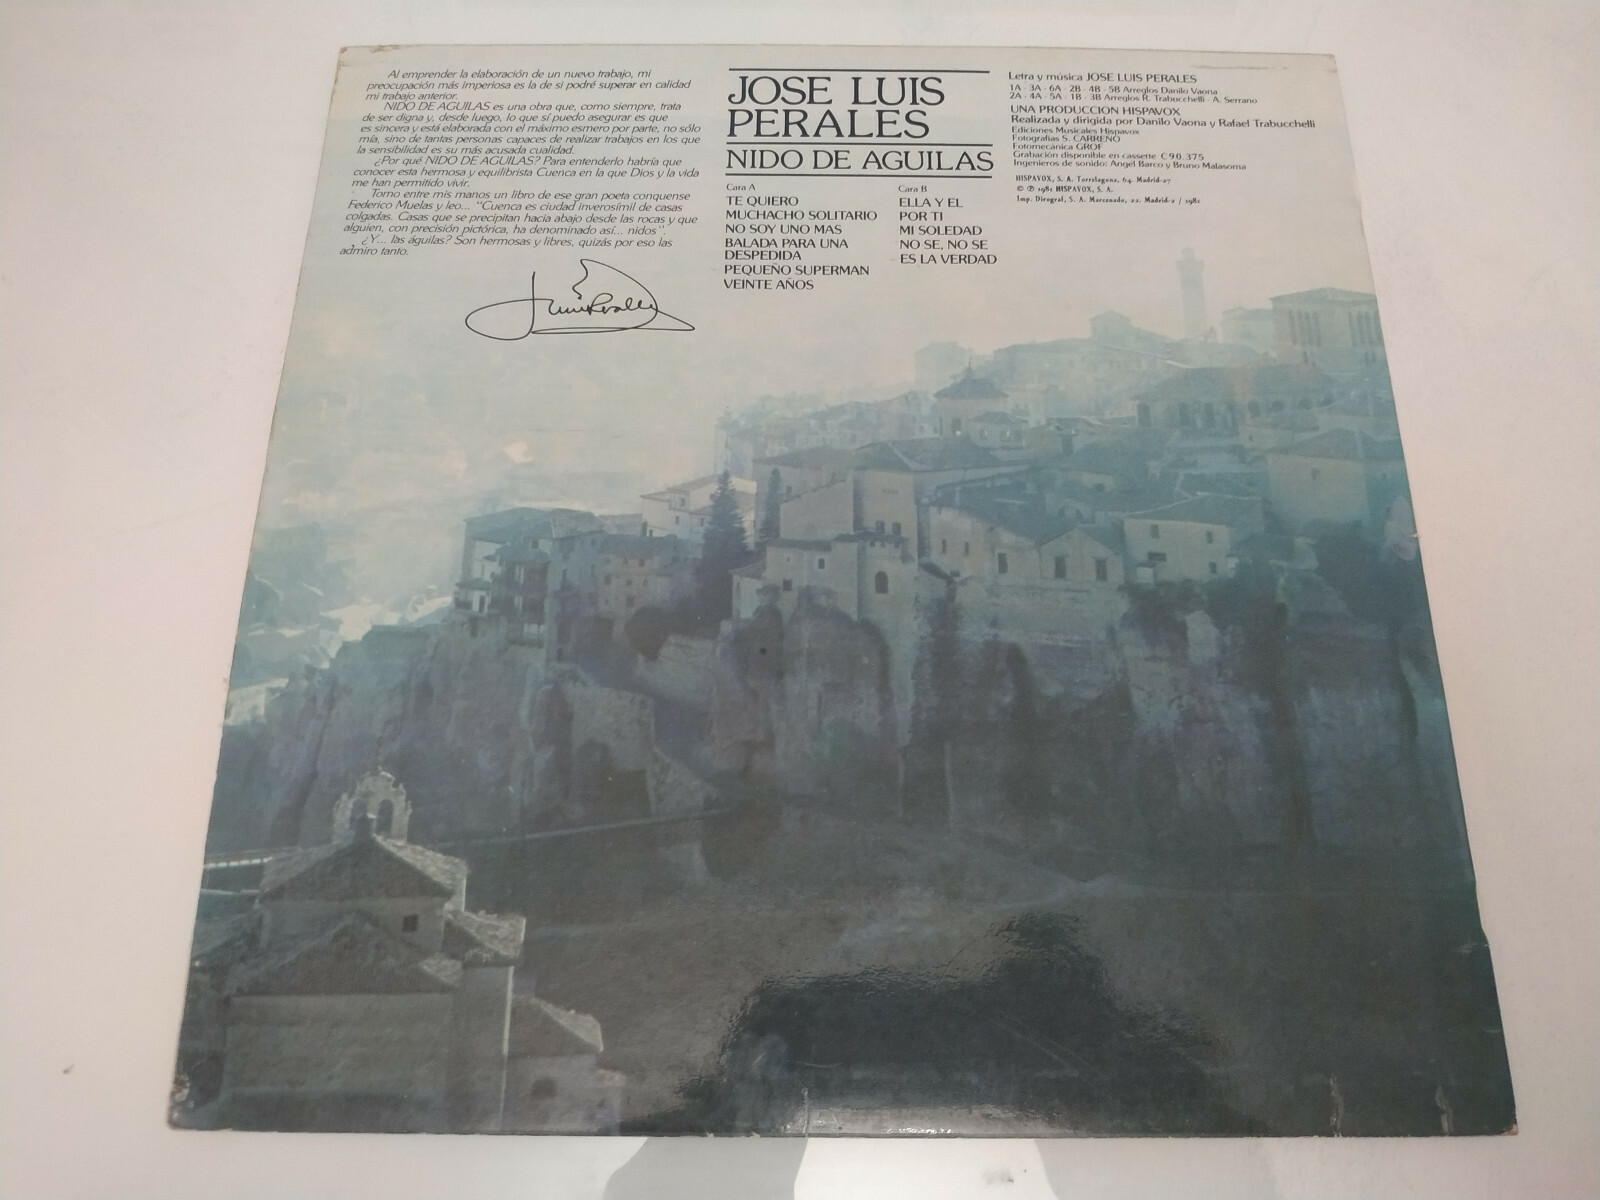 Al emprender la elaboración de un nuevo trabajo, mi
preocupación más imperiosa es la de si podré superar en calidad
mi trabajo anterior.
NIDO DE AGUILAS es una obra que, como siempre, trata
de ser digna y, desde luego, lo que sí puedo asegurar es que
es sincera y está elaborada con el máximo esmero por parte, no sólo
mía, sino de tantas personas capaces de realizar trabajos en los que
la sensibilidad es su más acusada cualidad.
¿Por qué NIDO DE AGUILAS? Para entenderlo habría que
conocer esta hermosa y equilibrista Cuenca en la que Dios y la vida
me han permitido vivir.
Tomo entre mis manos un libro de ese gran poeta conquense
Federico Muelas y leo... "Cuenca es ciudad inverosímil de casas
colgadas. Casas que se precipitan hacia abajo desde las rocas y que
alguien, con precisión pictórica, ha denominado así... nidos".
¿Y... las águilas? Son hermosas y libres, quizás por eso las
admiro tanto.
JOSE LUIS
PERALES
NIDO DE AGUILAS
Cara A
TE QUIERO
MUCHACHO SOLITARIO
NO SOY UNO MAS
BALADA PARA UNA
DESPEDIDA
PEQUEÑO SUPERMAN
VEINTE AÑOS
Cara B
ELLA Y EL
POR TI
MI SOLEDAD
NO SE, NO SE
ES LA VERDAD
Letra y música JOSE LUIS PERALES
1A - 3A - 6A - 2B - 4B - 5B Arreglos Danilo Vaona
2A - 4A - 5A - 1B - 3B Arreglos R. Trabucchelli - A. Serrano
UNA PRODUCCION HISPAVOX
Realizada y dirigida por Danilo Vaona y Rafael Trabucchelli
Ediciones Musicales Hispavox
Fotografías S. CARREÑO
Fotomecánica GROF
Grabación disponible en cassette C 90.375
Ingenieros de sonido: Angel Barco y Bruno Malasoma
HISPAVOX, S. A. Torrelaguna, 64. Madrid-27
© ℗ 1981 HISPAVOX, S. A.
Imp. Dirograf, S. A. Marcenado, 22. Madrid-2 / 1981